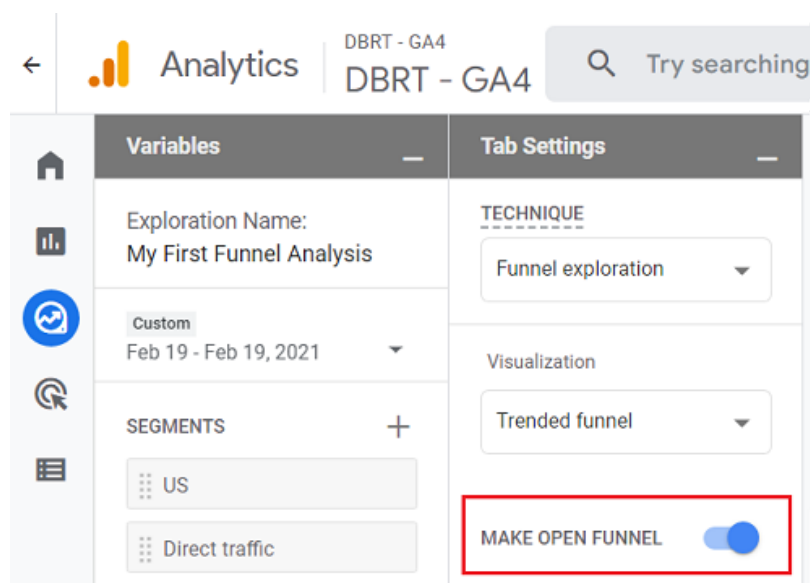 Analytics
DBRT - GA4
DBRT - GA4
Try searching
Variables
Exploration Name:
My First Funnel Analysis
Custom
Feb 19 - Feb 19, 2021
SEGMENTS
US
Direct traffic
Tab Settings
TECHNIQUE
Funnel exploration
Visualization
Trended funnel
MAKE OPEN FUNNEL